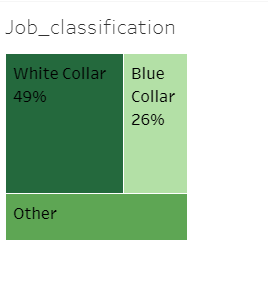 Job_classification
White Collar
49%
Blue
Collar
26%
Other